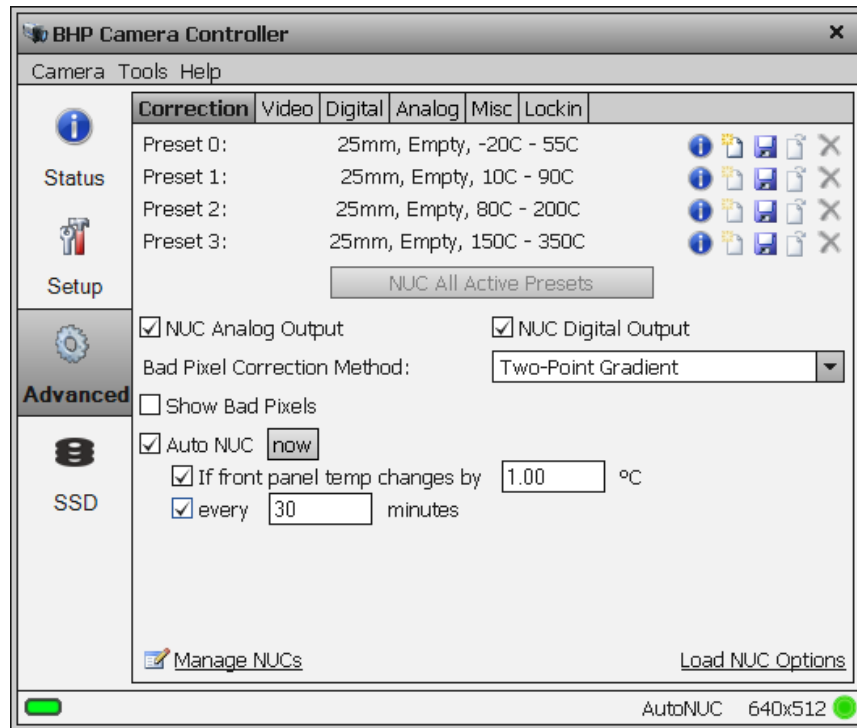 BHP Camera Controller
Camera Tools Help
Status
Setup
Advanced
SSD
Correction Video Digital Analog Misc Lockin
Preset 0: 25mm, Empty, -20C - 55C
Preset 1: 25mm, Empty, 10C - 90C
Preset 2: 25mm, Empty, 80C - 200C
Preset 3: 25mm, Empty, 150C - 350C
NUC All Active Presets
NUC Analog Output NUC Digital Output
Bad Pixel Correction Method: Two-Point Gradient
Show Bad Pixels
Auto NUC now
If front panel temp changes by 1.00 ºC
every 30 minutes
Manage NUCs Load NUC Options
AutoNUC 640x512